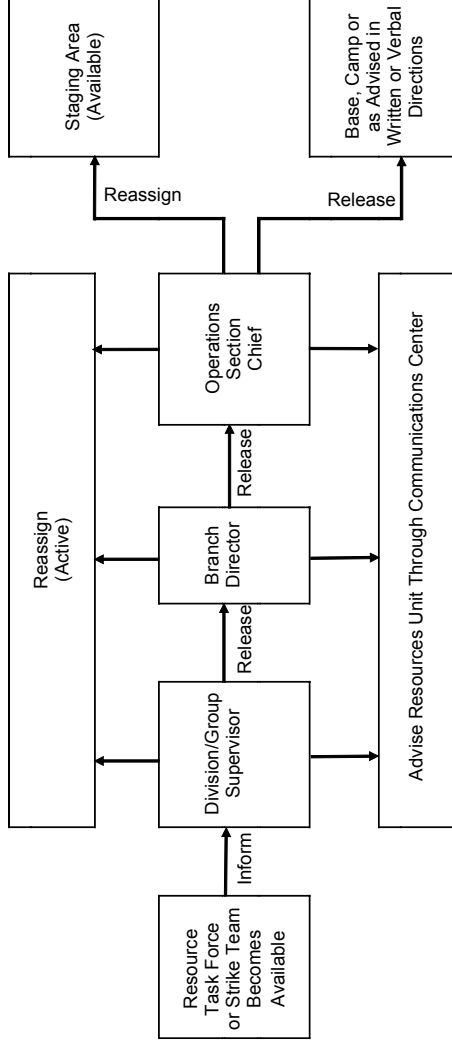 Resource
Task Force
or Strike Team
Becomes
Available
Inform
Division/Group
Supervisor
Release
Branch
Director
Release
Operations
Section
Chief
Reassign
(Active)
Advise Resources Unit Through Communications Center
Reassign
Staging Area
(Available)
Release
Base, Camp or
as Advised in
Written or Verbal
Directions